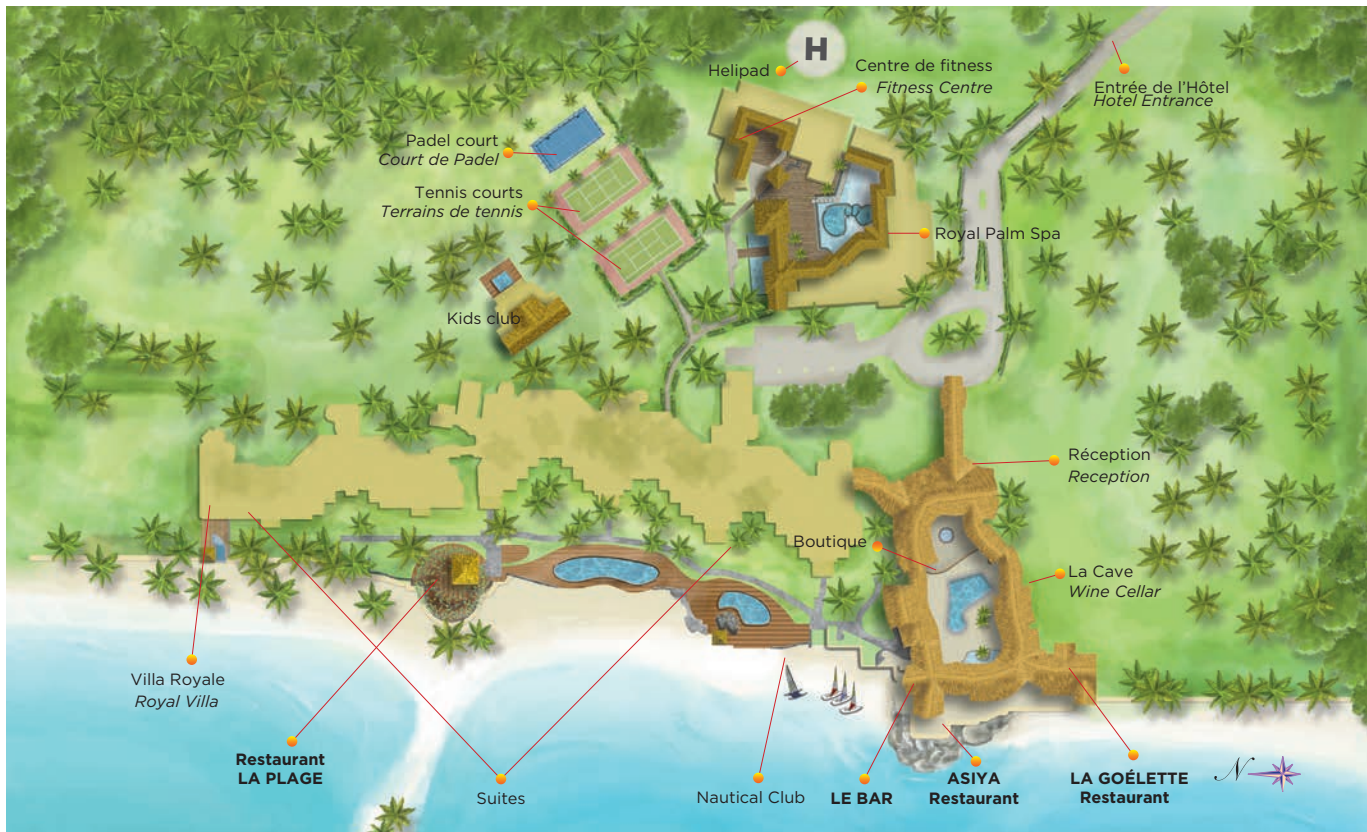 H
Helipad
Centre de fitness
Fitness Centre
Entrée de l'Hôtel
Hotel Entrance
Padel court
Court de Padel
Tennis courts
Terrains de tennis
Royal Palm Spa
Kids club
Réception
Reception
Boutique
La Cave
Wine Cellar
Villa Royale
Royal Villa
Restaurant
LA PLAGE
Suites
Nautical Club
LE BAR
ASIYA
Restaurant
LA GOÉLETTE
Restaurant
N